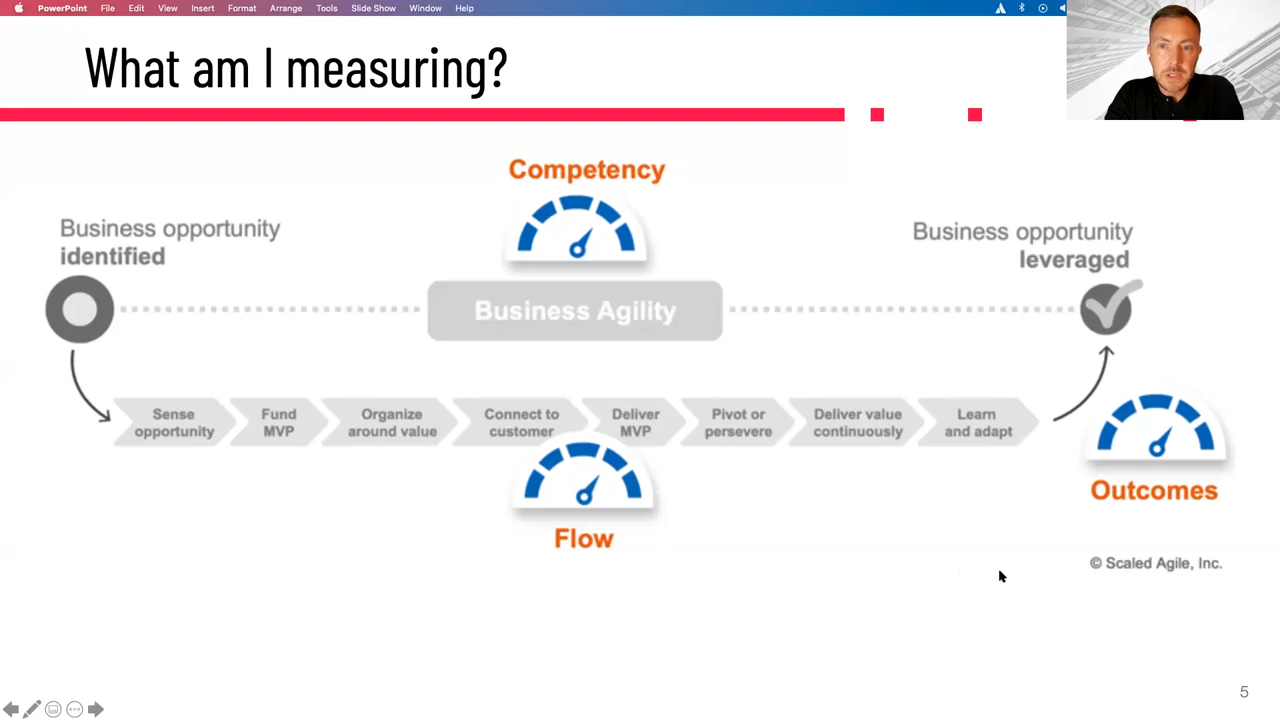 PowerPoint File Edit View Insert Format Arrange Tools Slide Show Window Help
What am I measuring?
Competency
Business opportunity
identified
Business opportunity
leveraged
Business Agility
Sense
opportunity
Fund
MVP
Organize
around value
Connect to
customer
Deliver
MVP
Pivot or
persevere
Deliver value
continuously
Learn
and adapt
Flow
Outcomes
© Scaled Agile, Inc.
5